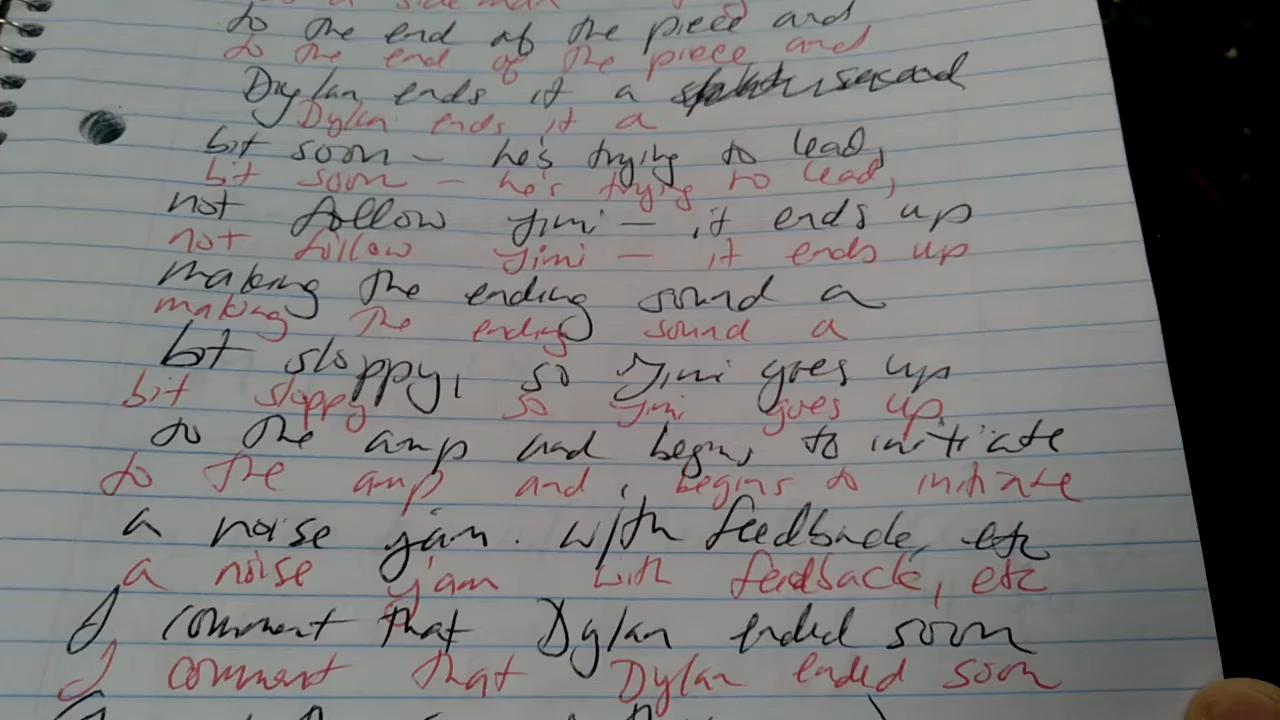 a side man
to the end of the piece and
to the end of the piece and
Dylan ends it a second
Dylan ends it a
bit soon – he's trying to lead,
bit soon – he's trying to lead,
not follow Jimi – it ends up
not follow Jimi – it ends up
making the ending sound a
making the ending sound a
bit sloppy, so Jimi goes up
bit sloppy so Jimi goes up
to the amp and begins to initiate
to the amp and begins to initiate
a noise jam. with feedback, etc
a noise jam with feedback, etc
I comment that Dylan ended soon
I comment that Dylan ended soon